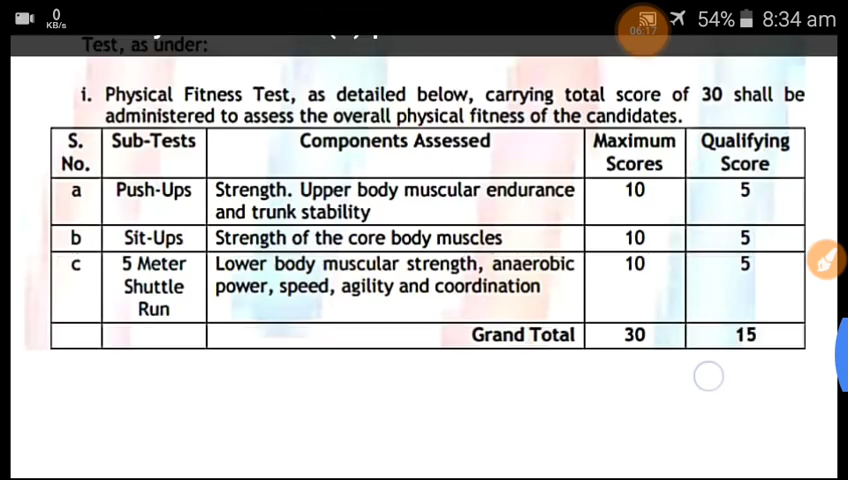 0
KB/s
06:17
54%
8:34 am
Test, as under:
i. Physical Fitness Test, as detailed below, carrying total score of 30 shall be
administered to assess the overall physical fitness of the candidates.
S. No. Sub-Tests Components Assessed Maximum Scores Qualifying Score
a Push-Ups Strength. Upper body muscular endurance 10 5
and trunk stability
b Sit-Ups Strength of the core body muscles 10 5
c 5 Meter Lower body muscular strength, anaerobic 10 5
Shuttle power, speed, agility and coordination
Run
Grand Total 30 15